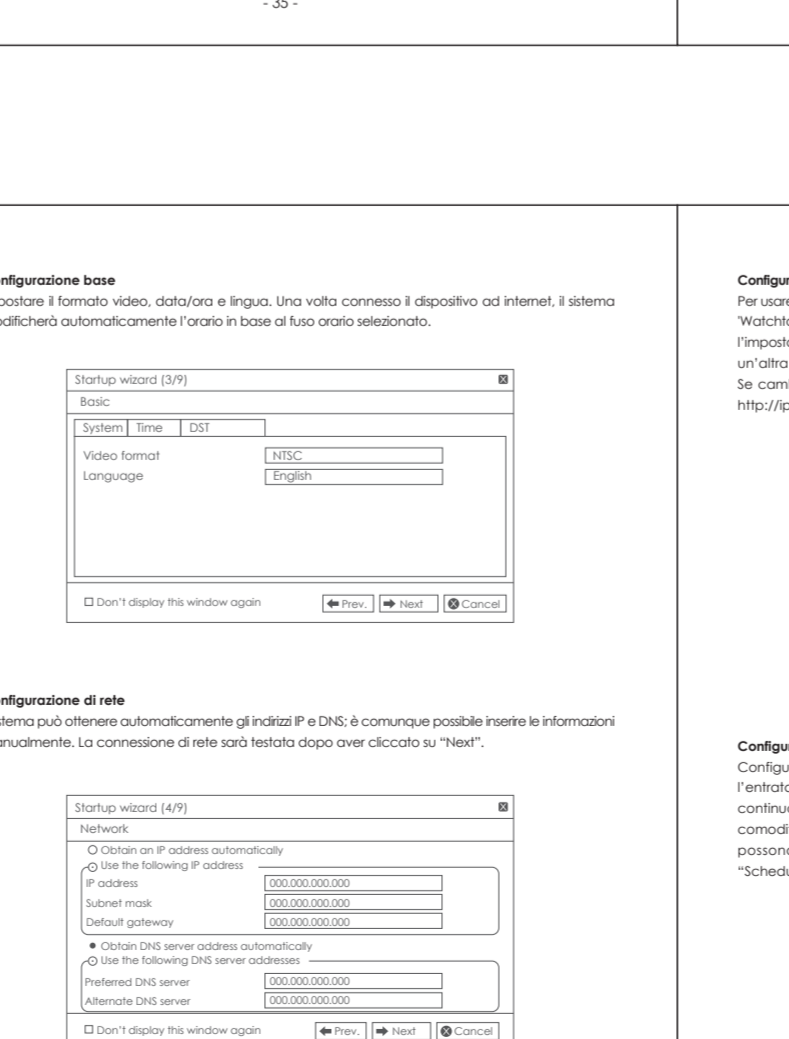 - 35 -
nfigurazione base
postare il formato video, data/ora e lingua. Una volta connesso il dispositivo ad internet, il sistema
odificherà automaticamente l'orario in base al fuso orario selezionato.
Startup wizard (3/9)
Basic
System Time DST
Video format NTSC
Language English
Don't display this window again Prev. Next Cancel
nfigurazione di rete
stema può ottenere automaticamente gli indirizzi IP e DNS; è comunque possibile inserire le informazioni
anualmente. La connessione di rete sarà testata dopo aver cliccato su “Next”.
Startup wizard (4/9)
Network
Obtain an IP address automatically
Use the following IP address
IP address 000.000.000.000
Subnet mask 000.000.000.000
Default gateway 000.000.000.000
Obtain DNS server address automatically
Use the following DNS server addresses
Preferred DNS server 000.000.000.000
Alternate DNS server 000.000.000.000
Don't display this window again Prev. Next Cancel
Configur
Per usare
'Watchto
l'imposta
un'altra
Se cam
http://ip
Configur
Configu
l'entrata
continuo
comodi
possono
“Schedu